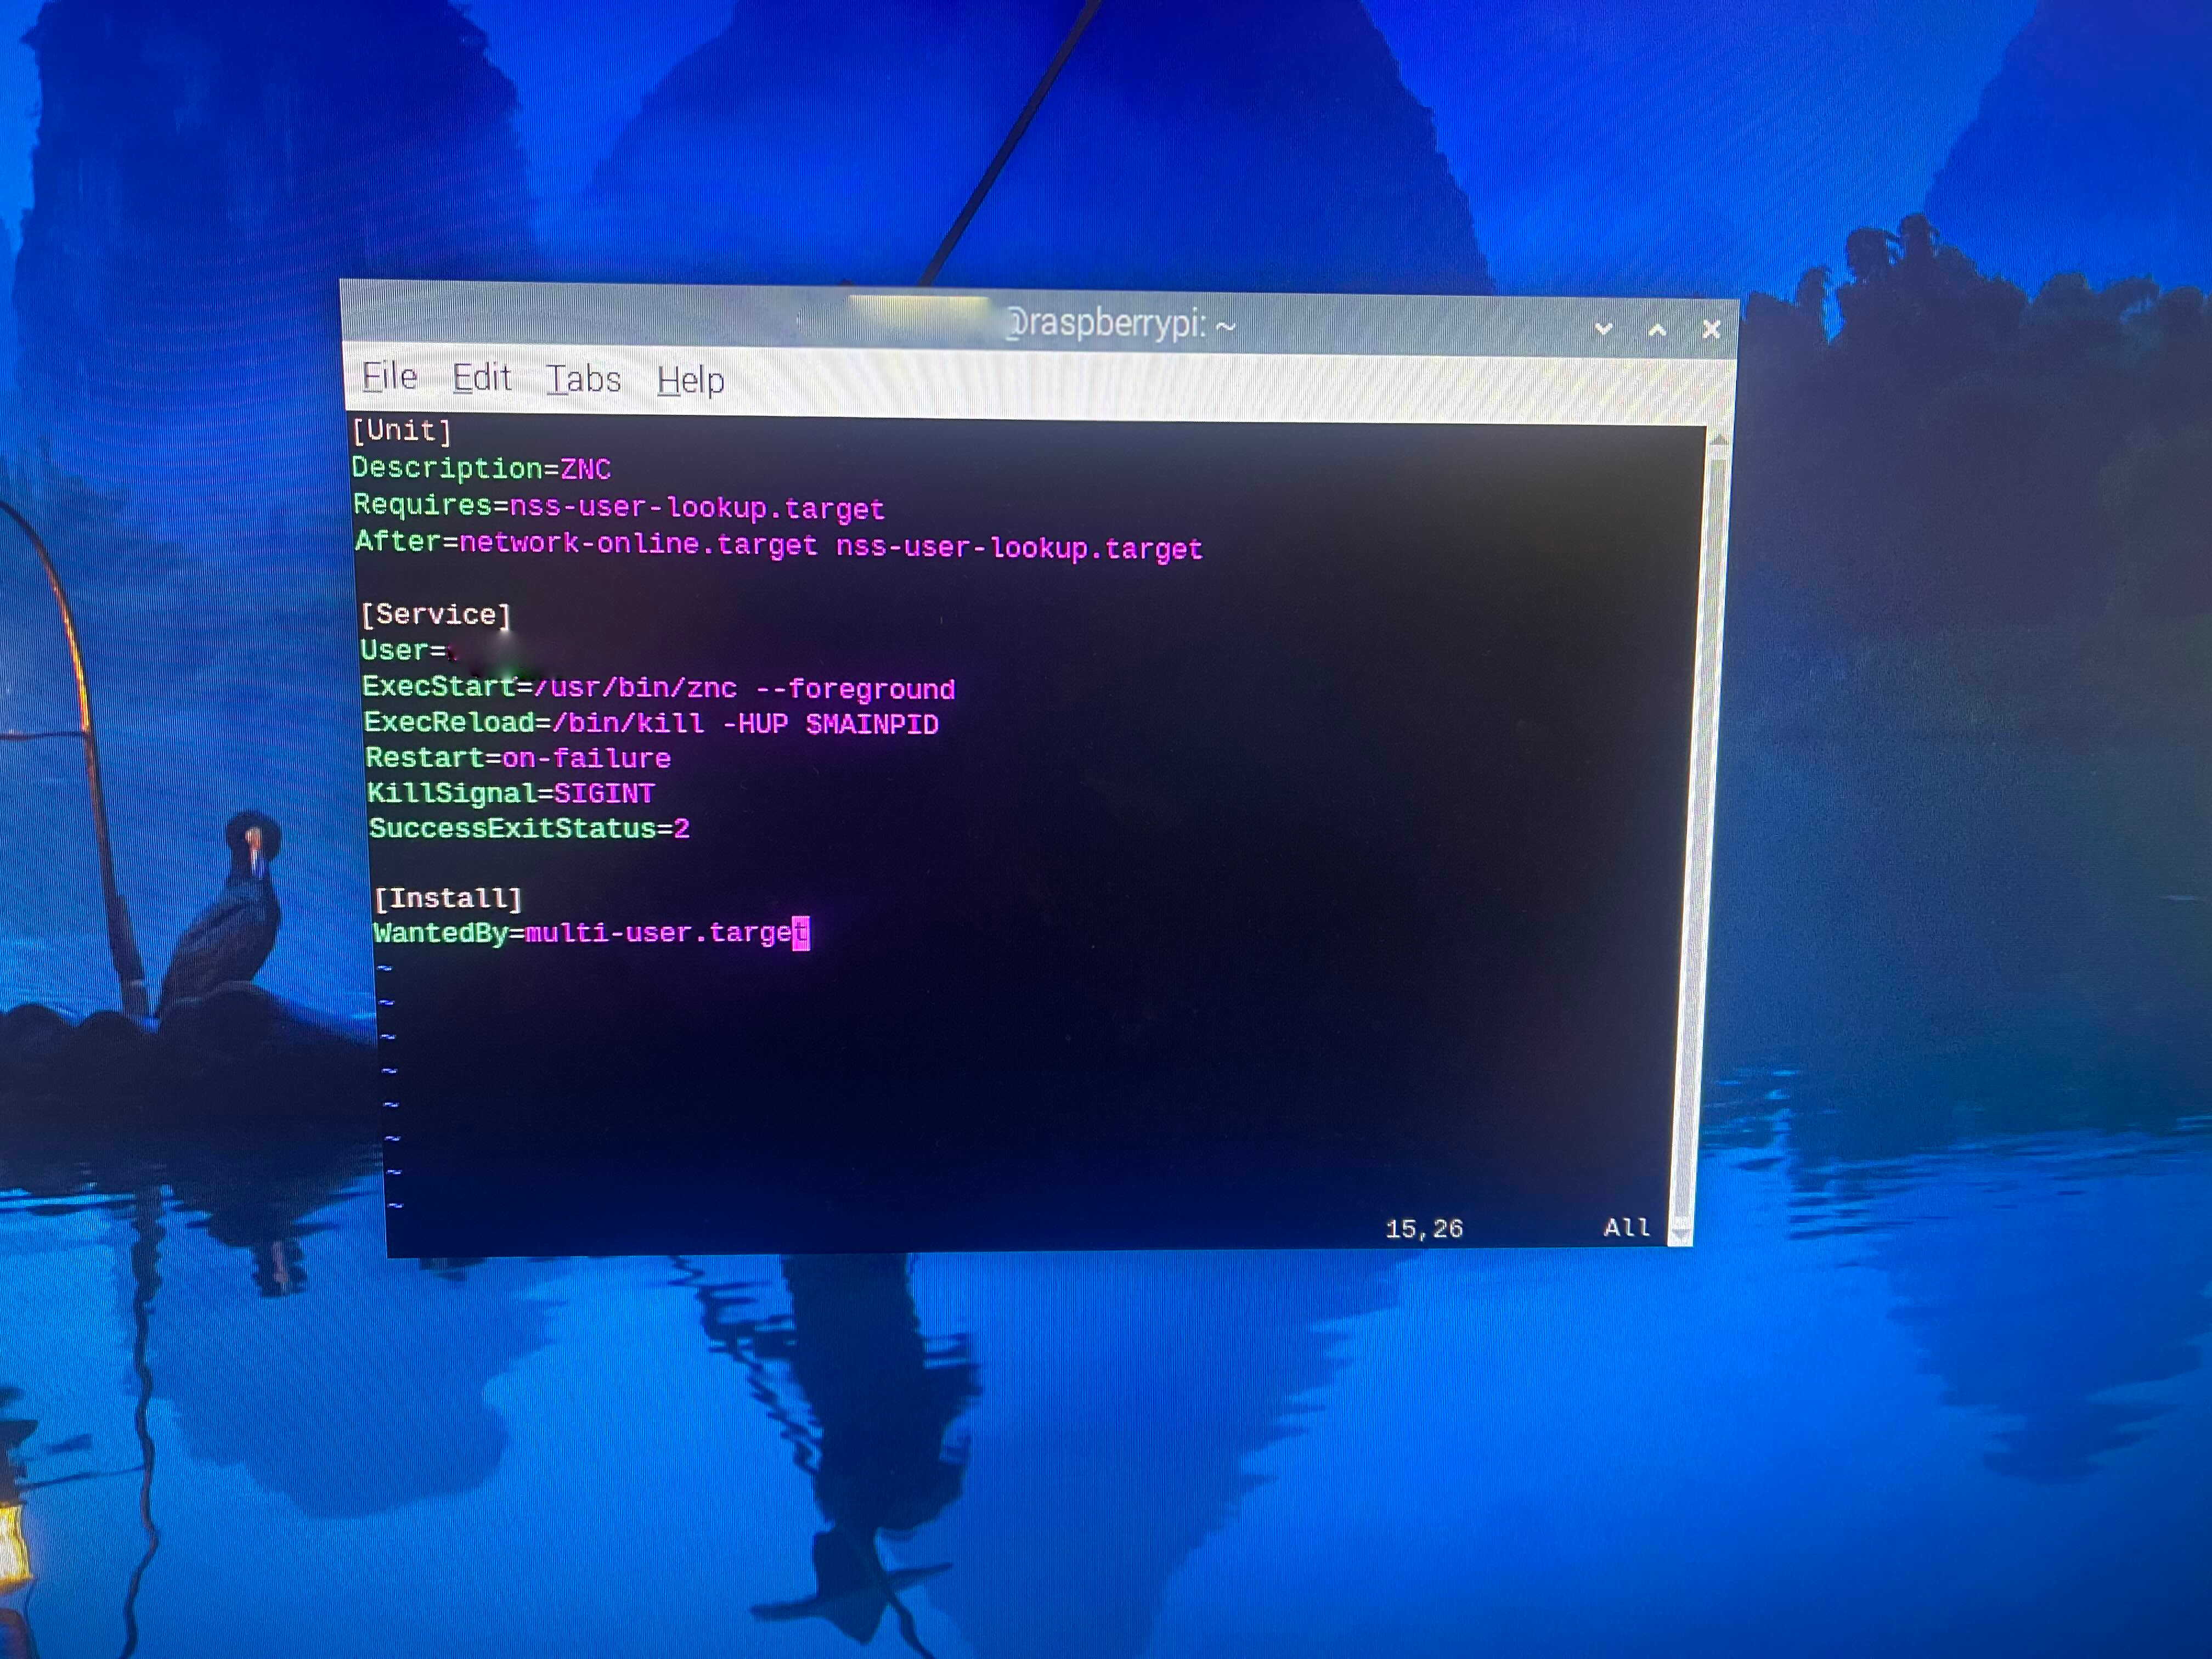 @raspberrypi: ~
File Edit Tabs Help
[Unit]
Description=ZNC
Requires=nss-user-lookup.target
After=network-online.target nss-user-lookup.target
[Service]
User=
ExecStart=/usr/bin/znc --foreground
ExecReload=/bin/kill -HUP $MAINPID
Restart=on-failure
KillSignal=SIGINT
SuccessExitStatus=2
[Install]
WantedBy=multi-user.target
~
~
~
~
~
~
~
~
15,26 All